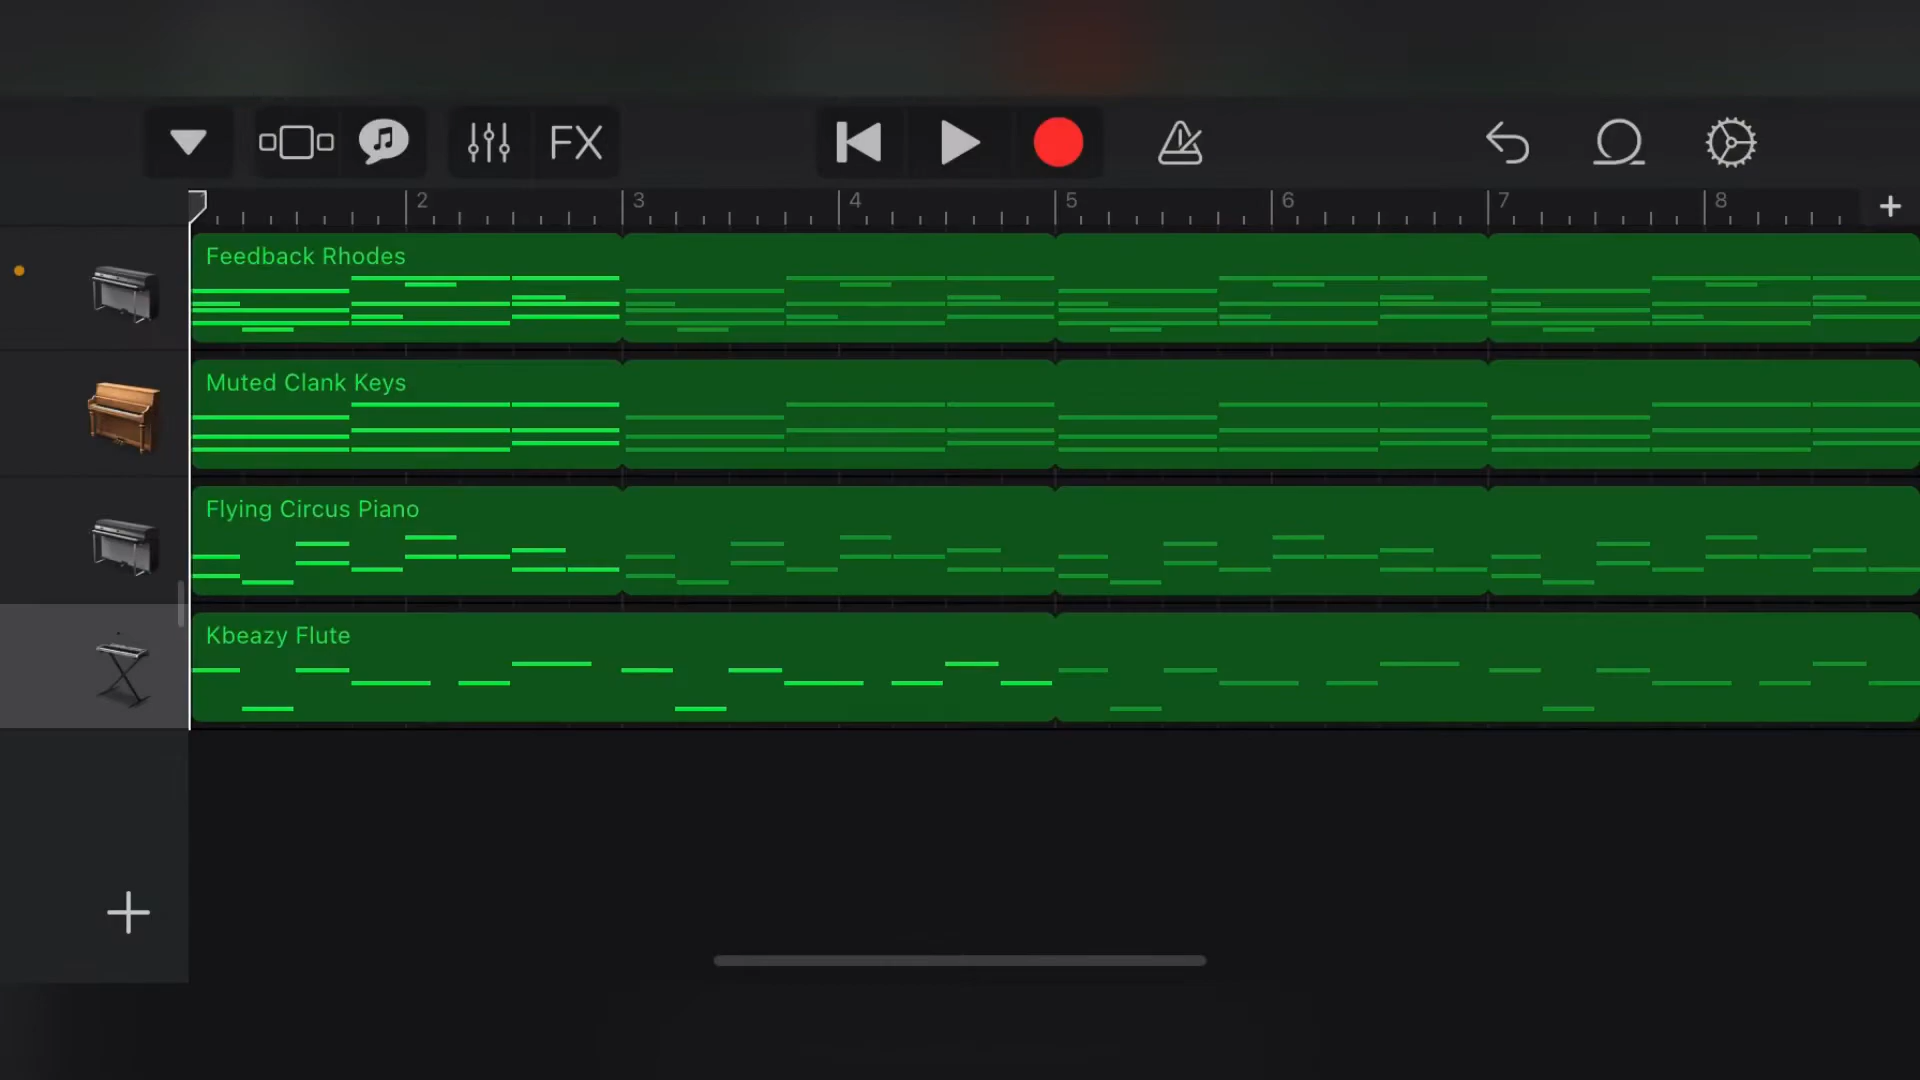 FX
2 3 4 5 6 7 8
Feedback Rhodes
Muted Clank Keys
Flying Circus Piano
Kbeazy Flute